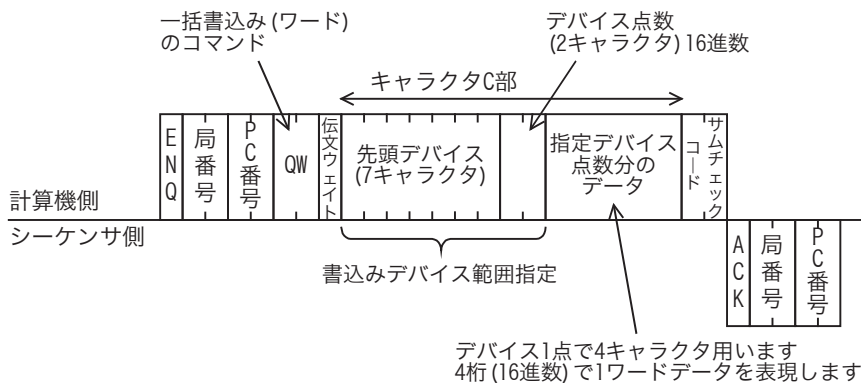 一括書込み(ワード)
のコマンド
デバイス点数
(2キャラクタ)16進数
キャラクタC部
ENQ
局番号
PC番号
QW
伝文ウェイト
先頭デバイス
(7キャラクタ)
指定デバイス
点数分の
データ
サムチェック
コード
計算機側
シーケンサ側
書込みデバイス範囲指定
ACK
局番号
PC番号
デバイス1点で4キャラクタ用います
4桁(16進数)で1ワードデータを表現します